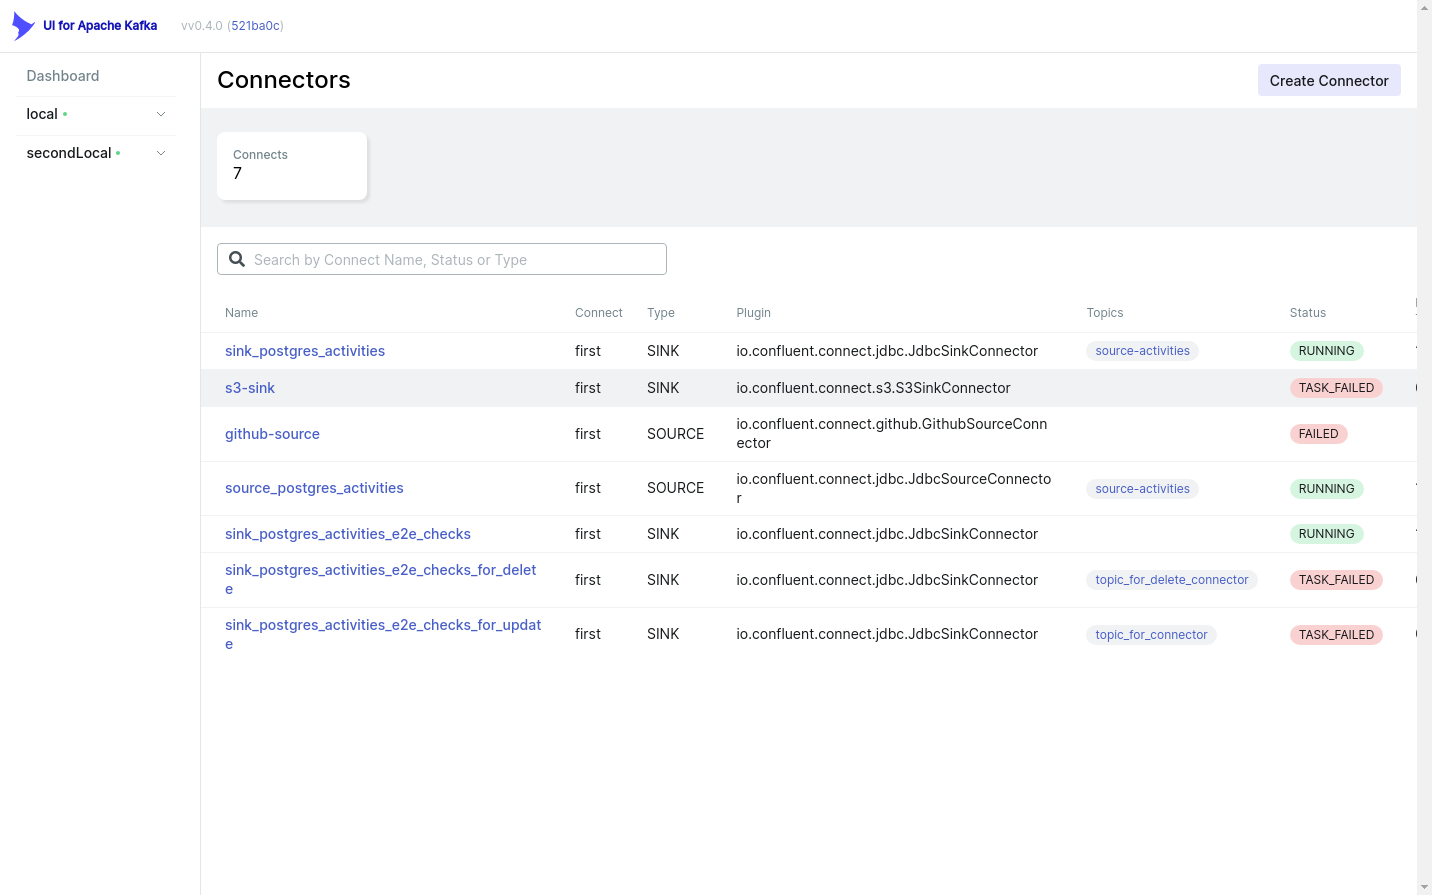 UI for Apache Kafka vv0.4.0 (521ba0c)
Dashboard
local
secondLocal
Connectors
Create Connector
Connects
7
Search by Connect Name, Status or Type
Name Connect Type Plugin Topics Status
sink_postgres_activities first SINK io.confluent.connect.jdbc.JdbcSinkConnector source-activities RUNNING
s3-sink first SINK io.confluent.connect.s3.S3SinkConnector TASK_FAILED
github-source first SOURCE io.confluent.connect.github.GithubSourceConn
ector FAILED
source_postgres_activities first SOURCE io.confluent.connect.jdbc.JdbcSourceConnecto
r source-activities RUNNING
sink_postgres_activities_e2e_checks first SINK io.confluent.connect.jdbc.JdbcSinkConnector RUNNING
sink_postgres_activities_e2e_checks_for_delet
e first SINK io.confluent.connect.jdbc.JdbcSinkConnector topic_for_delete_connector TASK_FAILED
sink_postgres_activities_e2e_checks_for_updat
e first SINK io.confluent.connect.jdbc.JdbcSinkConnector topic_for_connector TASK_FAILED